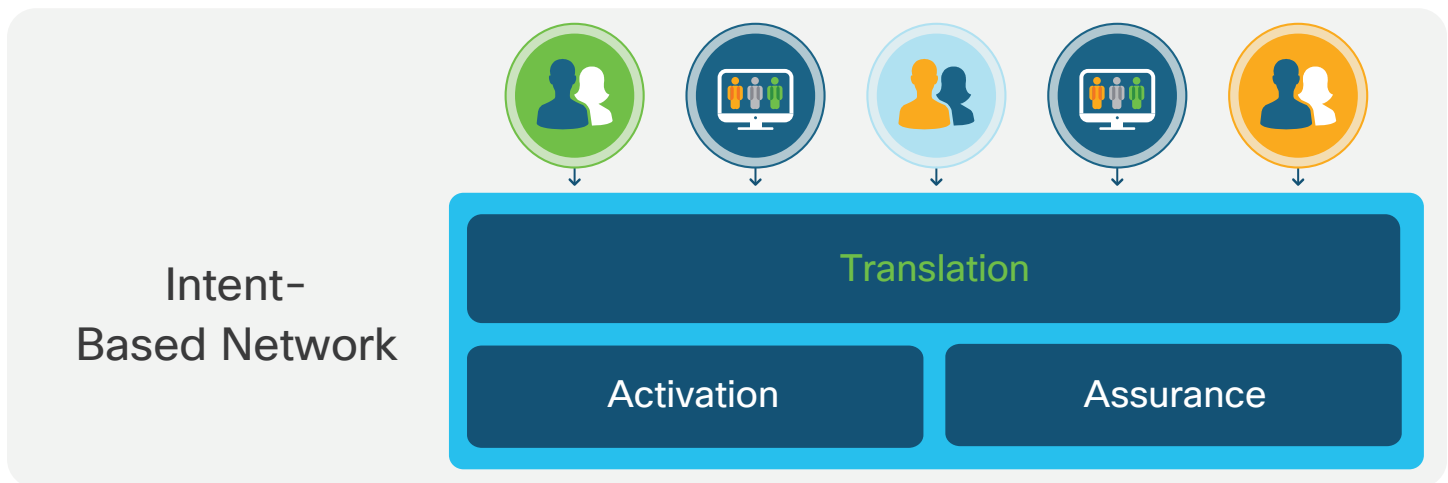 Intent-
Based Network
Translation
Activation
Assurance